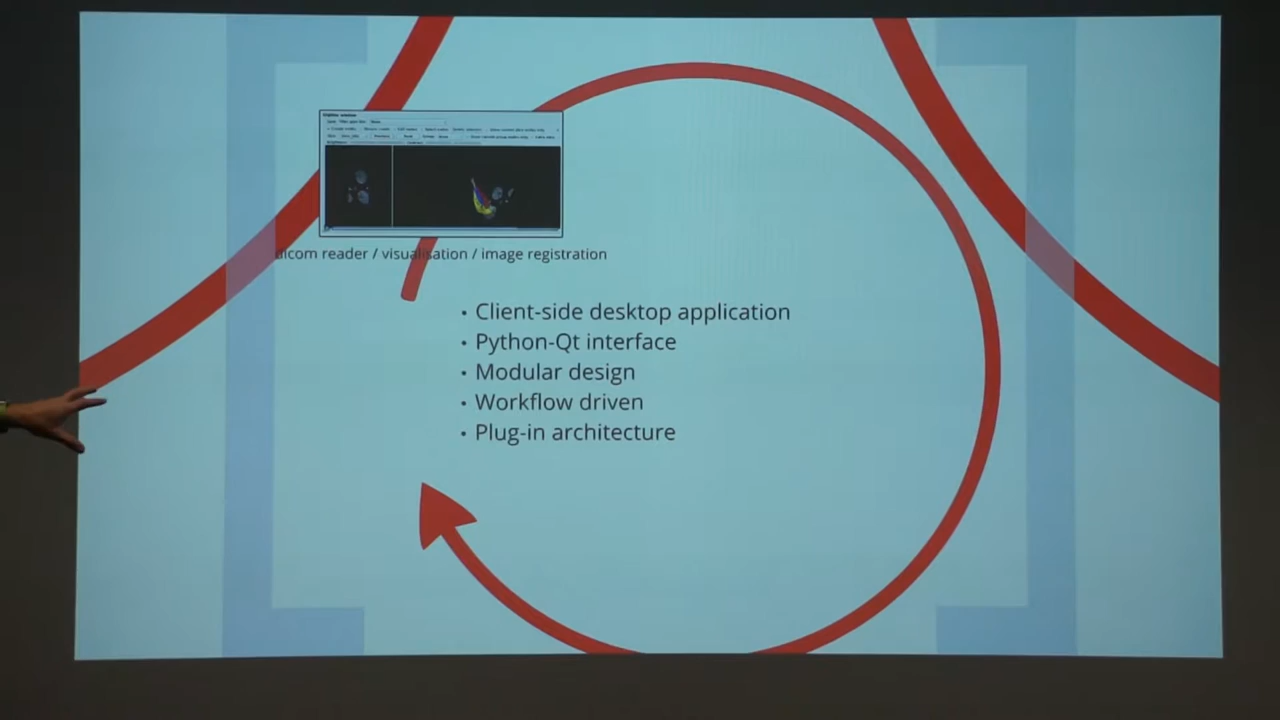 dicom reader / visualisation / image registration
• Client-side desktop application
• Python-Qt interface
• Modular design
• Workflow driven
• Plug-in architecture